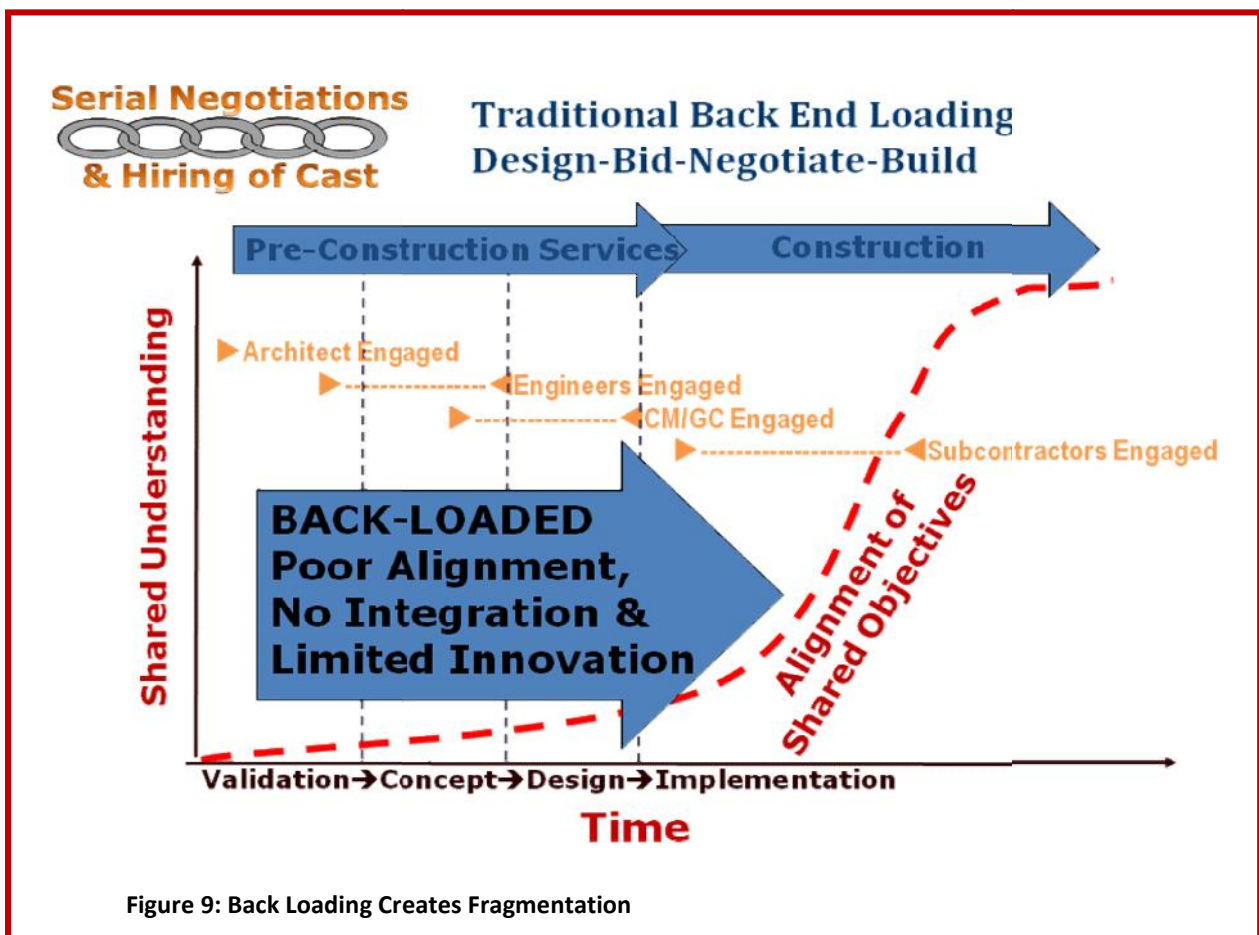 Serial Negotiations
& Hiring of Cast
Traditional Back End Loading
Design-Bid-Negotiate-Build
Pre-Construction Services
Construction
Shared Understanding
Architect Engaged
Engineers Engaged
CM/GC Engaged
Subcontractors Engaged
BACK-LOADED
Poor Alignment,
No Integration &
Limited Innovation
Alignment of
Shared Objectives
Validation→Concept→Design→Implementation
Time
Figure 9: Back Loading Creates Fragmentation